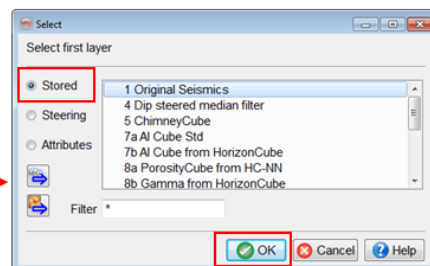 Select
Select first layer
Stored
Steering
Attributes
1 Original Seismics
4 Dip steered median filter
5 ChimneyCube
7a AI Cube Std
7b AI Cube from HorizonCube
8a PorosityCube from HC-NN
8b Gamma from HorizonCube
Filter *
OK Cancel Help